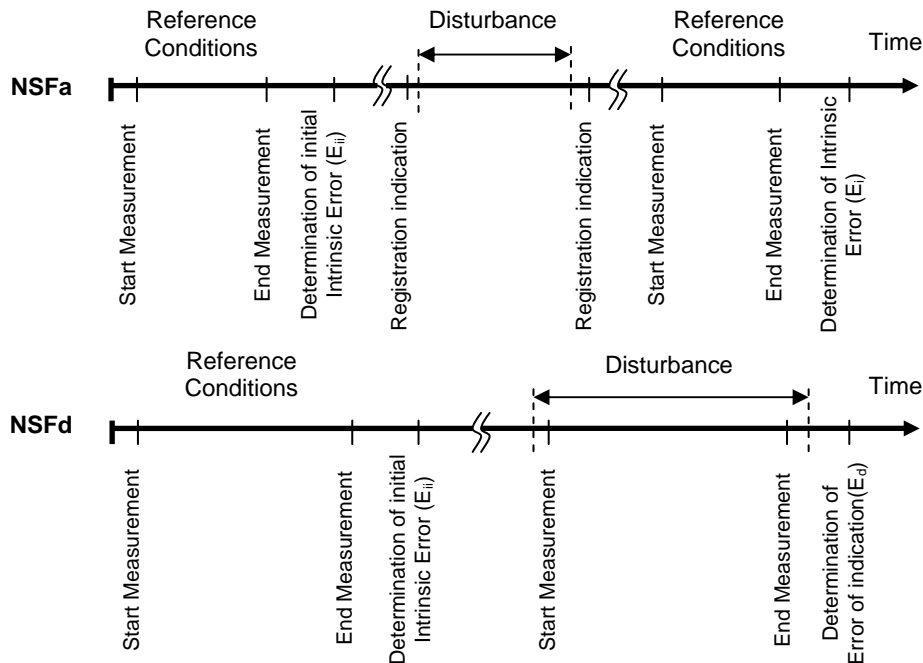 Reference
Conditions
Disturbance
Reference
Conditions
Time
NSFa
Start Measurement
End Measurement
Determination of initial
Intrinsic Error (Eii)
Registration indication
Registration indication
Start Measurement
End Measurement
Determination of Intrinsic
Error (Ei)
Reference
Conditions
Disturbance
Time
NSFd
Start Measurement
End Measurement
Determination of initial
Intrinsic Error (Eii)
Start Measurement
End Measurement
Determination of
Error of indication(Ed)